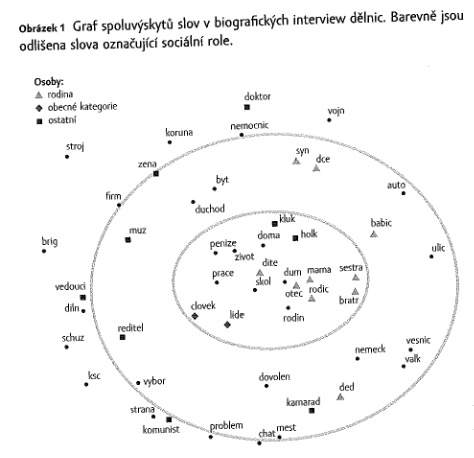 Obrázek 1 Graf spoluvýskytů slov v biografických interview dělnic. Barevně jsou
odlišena slova označující sociální role.
Osoby:
rodina
obecné kategorie
ostatní
doktor
vojn
koruna
nemocnic
stroj
syn
dce
zena
byt
auto
firm
duchod
kluk
babic
muz
doma
holk
brig
penize
zivot
ulic
dite
prace
skol
dum
mama
sestra
vedouci
otec
rodic
diln
clovek
lide
bratr
rodin
reditel
schuz
vesnic
nemeck
valk
ksc
vybor
dovolen
ded
kamarad
strana
komunist
problem
chat
mest